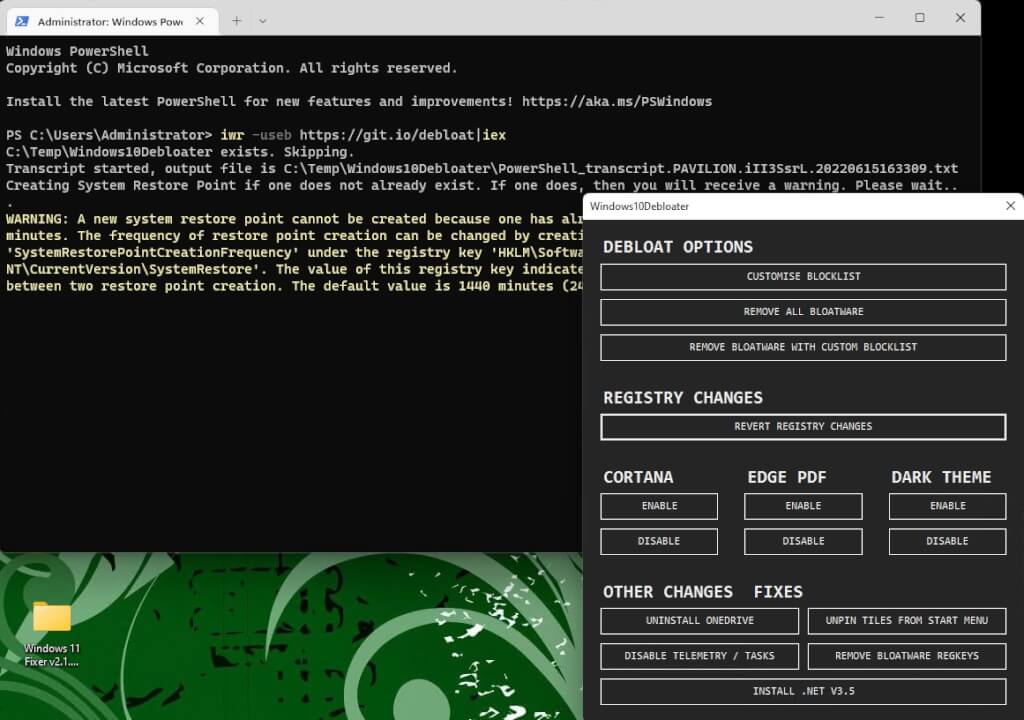 Administrator: Windows Pow
Windows PowerShell
Copyright (C) Microsoft Corporation. All rights reserved.
Install the latest PowerShell for new features and improvements! https://aka.ms/PSWindows
PS C:\Users\Administrator> iwr -useb https://git.io/debloat|iex
C:\Temp\Windows10Debloater exists. Skipping.
Transcript started, output file is C:\Temp\Windows10Debloater\PowerShell_transcript.PAVILION.iII3SsrL.20220615163309.txt
Creating System Restore Point if one does not already exist. If one does, then you will receive a warning. Please wait..
.
WARNING: A new system restore point cannot be created because one has alr
minutes. The frequency of restore point creation can be changed by creati
'SystemRestorePointCreationFrequency' under the registry key 'HKLM\Softwa
NT\CurrentVersion\SystemRestore'. The value of this registry key indicate
between two restore point creation. The default value is 1440 minutes (24
Windows10Debloater
DEBLOAT OPTIONS
CUSTOMISE BLOCKLIST
REMOVE ALL BLOATWARE
REMOVE BLOATWARE WITH CUSTOM BLOCKLIST
REGISTRY CHANGES
REVERT REGISTRY CHANGES
CORTANA EDGE PDF DARK THEME
ENABLE ENABLE ENABLE
DISABLE DISABLE DISABLE
OTHER CHANGES FIXES
UNINSTALL ONEDRIVE UNPIN TILES FROM START MENU
DISABLE TELEMETRY / TASKS REMOVE BLOATWARE REGKEYS
INSTALL .NET V3.5
Windows 11
Fixer v2.1....